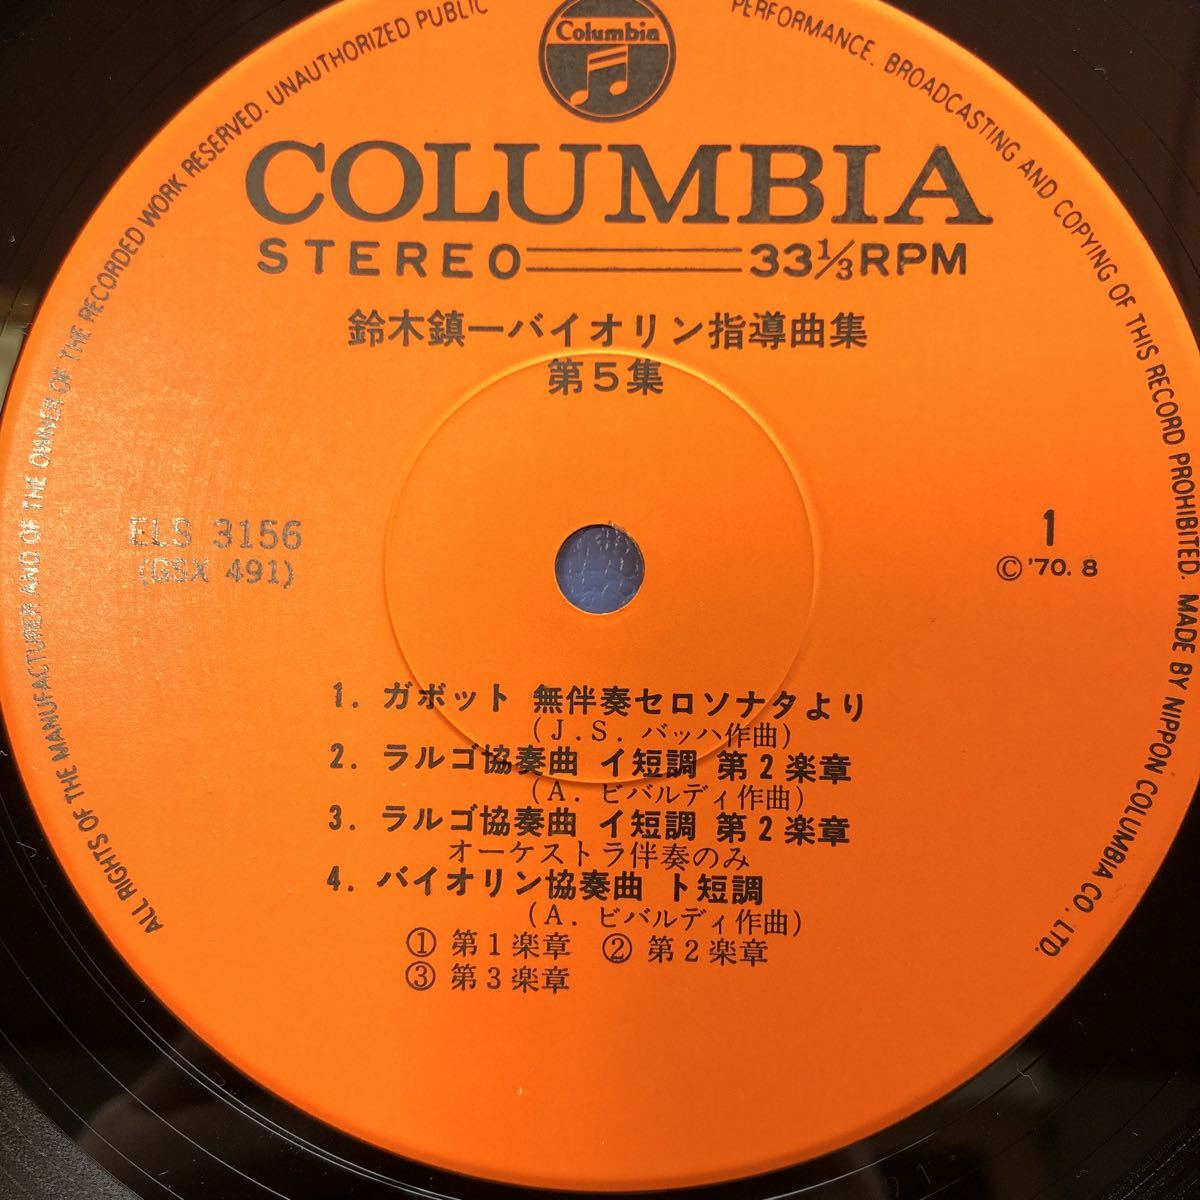 Columbia
COLUMBIA
STEREO 33⅓RPM
鈴木鎮一バイオリン指導曲集
第5集
ELS 3156
(GSX 491)
1
Ⓒ'70.8
1. ガボット 無伴奏セロソナタより
(J.S. バッハ作曲)
2. ラルゴ協奏曲 イ短調 第2楽章
(A. ビバルディ作曲)
3. ラルゴ協奏曲 イ短調 第2楽章
オーケストラ伴奏のみ
4. バイオリン協奏曲 ト短調
(A. ビバルディ作曲)
① 第1楽章 ② 第2楽章
③ 第3楽章
ALL RIGHTS OF THE MANUFACTURER AND OF THE OWNER OF THE RECORDED WORK RESERVED. UNAUTHORIZED PUBLIC PERFORMANCE. BROADCASTING AND COPYING OF THIS RECORD PROHIBITED. MADE BY NIPPON COLUMBIA CO. LTD.